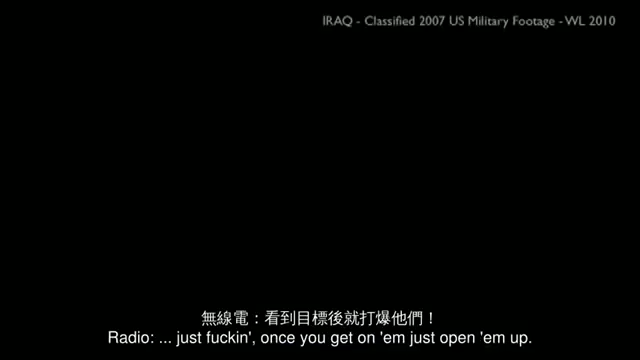 IRAQ - Classified 2007 US Military Footage - WL 2010
無線電：看到目標後就打爆他們！
Radio: ... just fuckin', once you get on 'em just open 'em up.